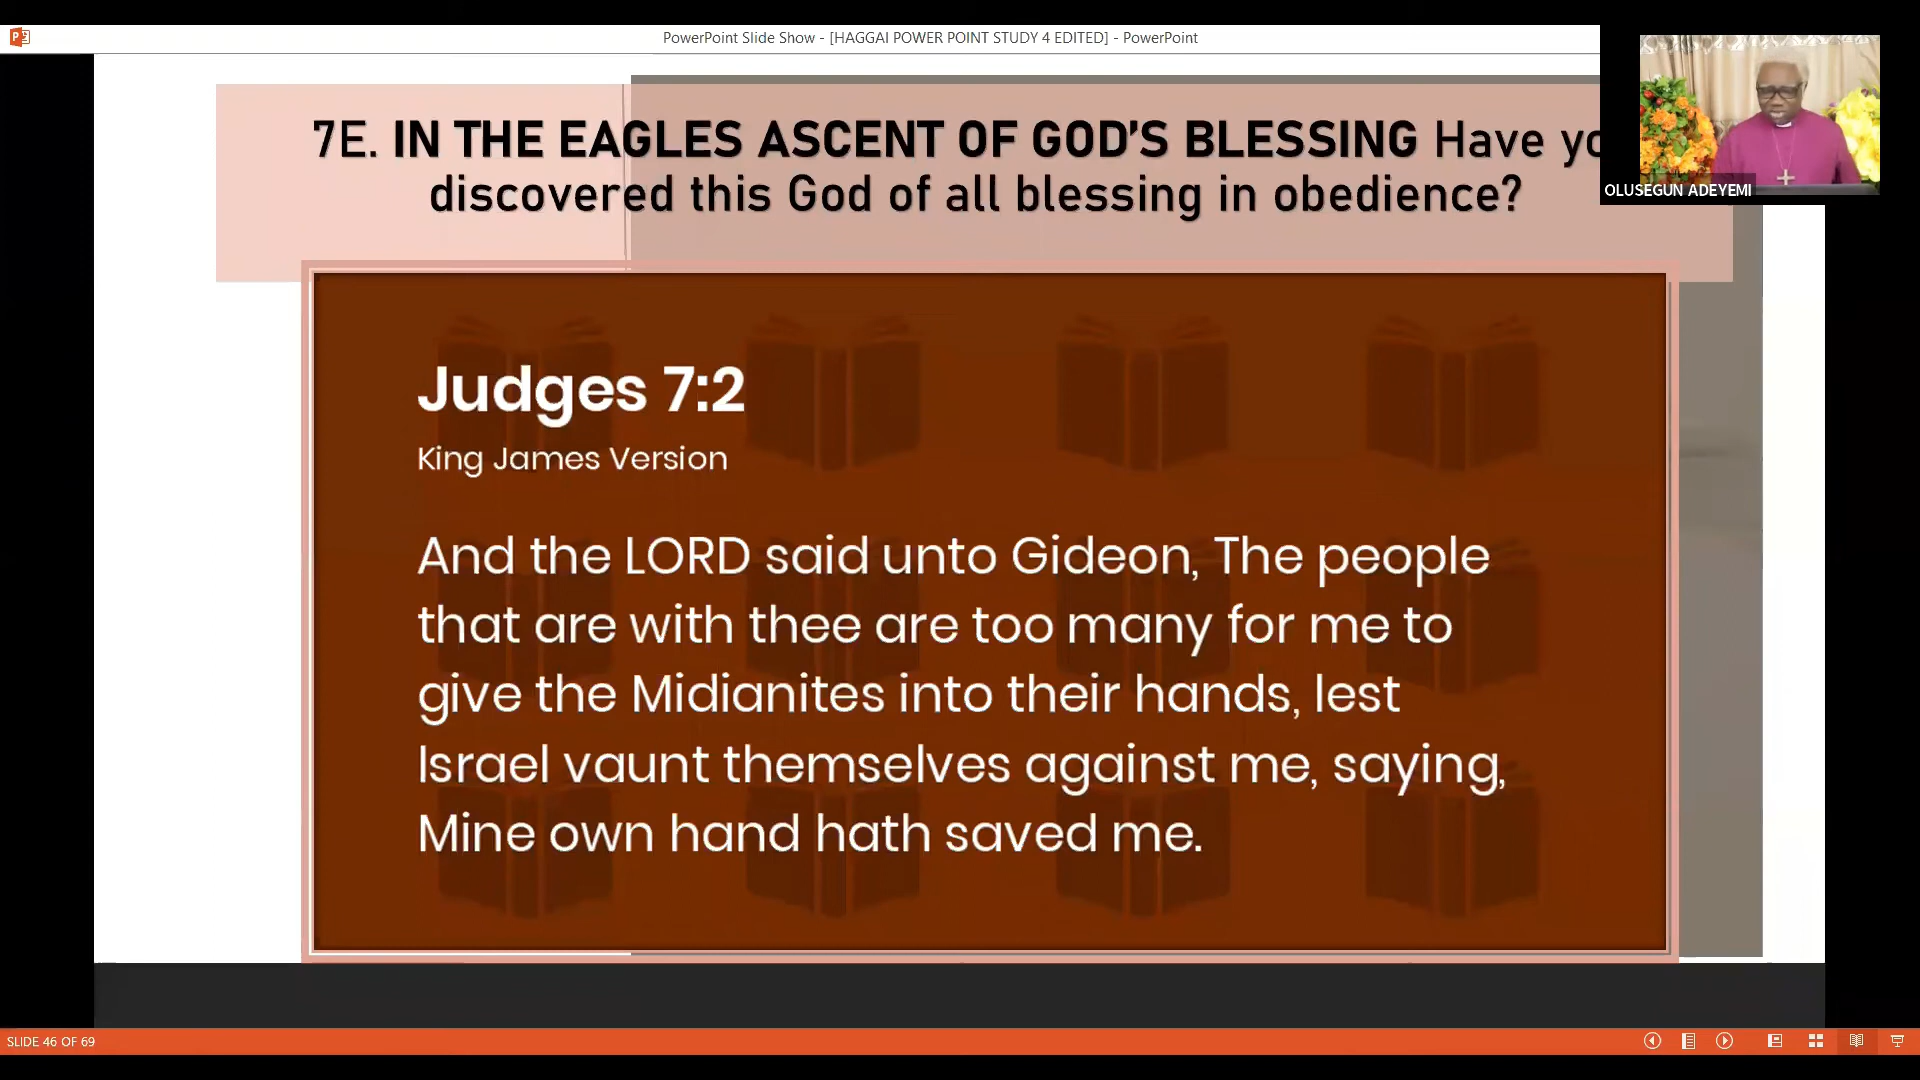 PowerPoint Slide Show - [HAGGAI POWER POINT STUDY 4 EDITED] - PowerPoint
7E. IN THE EAGLES ASCENT OF GOD'S BLESSING Have yo
discovered this God of all blessing in obedience?
OLUSEGUN ADEYEMI
Judges 7:2
King James Version
And the LORD said unto Gideon, The people
that are with thee are too many for me to
give the Midianites into their hands, lest
Israel vaunt themselves against me, saying,
Mine own hand hath saved me.
SLIDE 46 OF 69